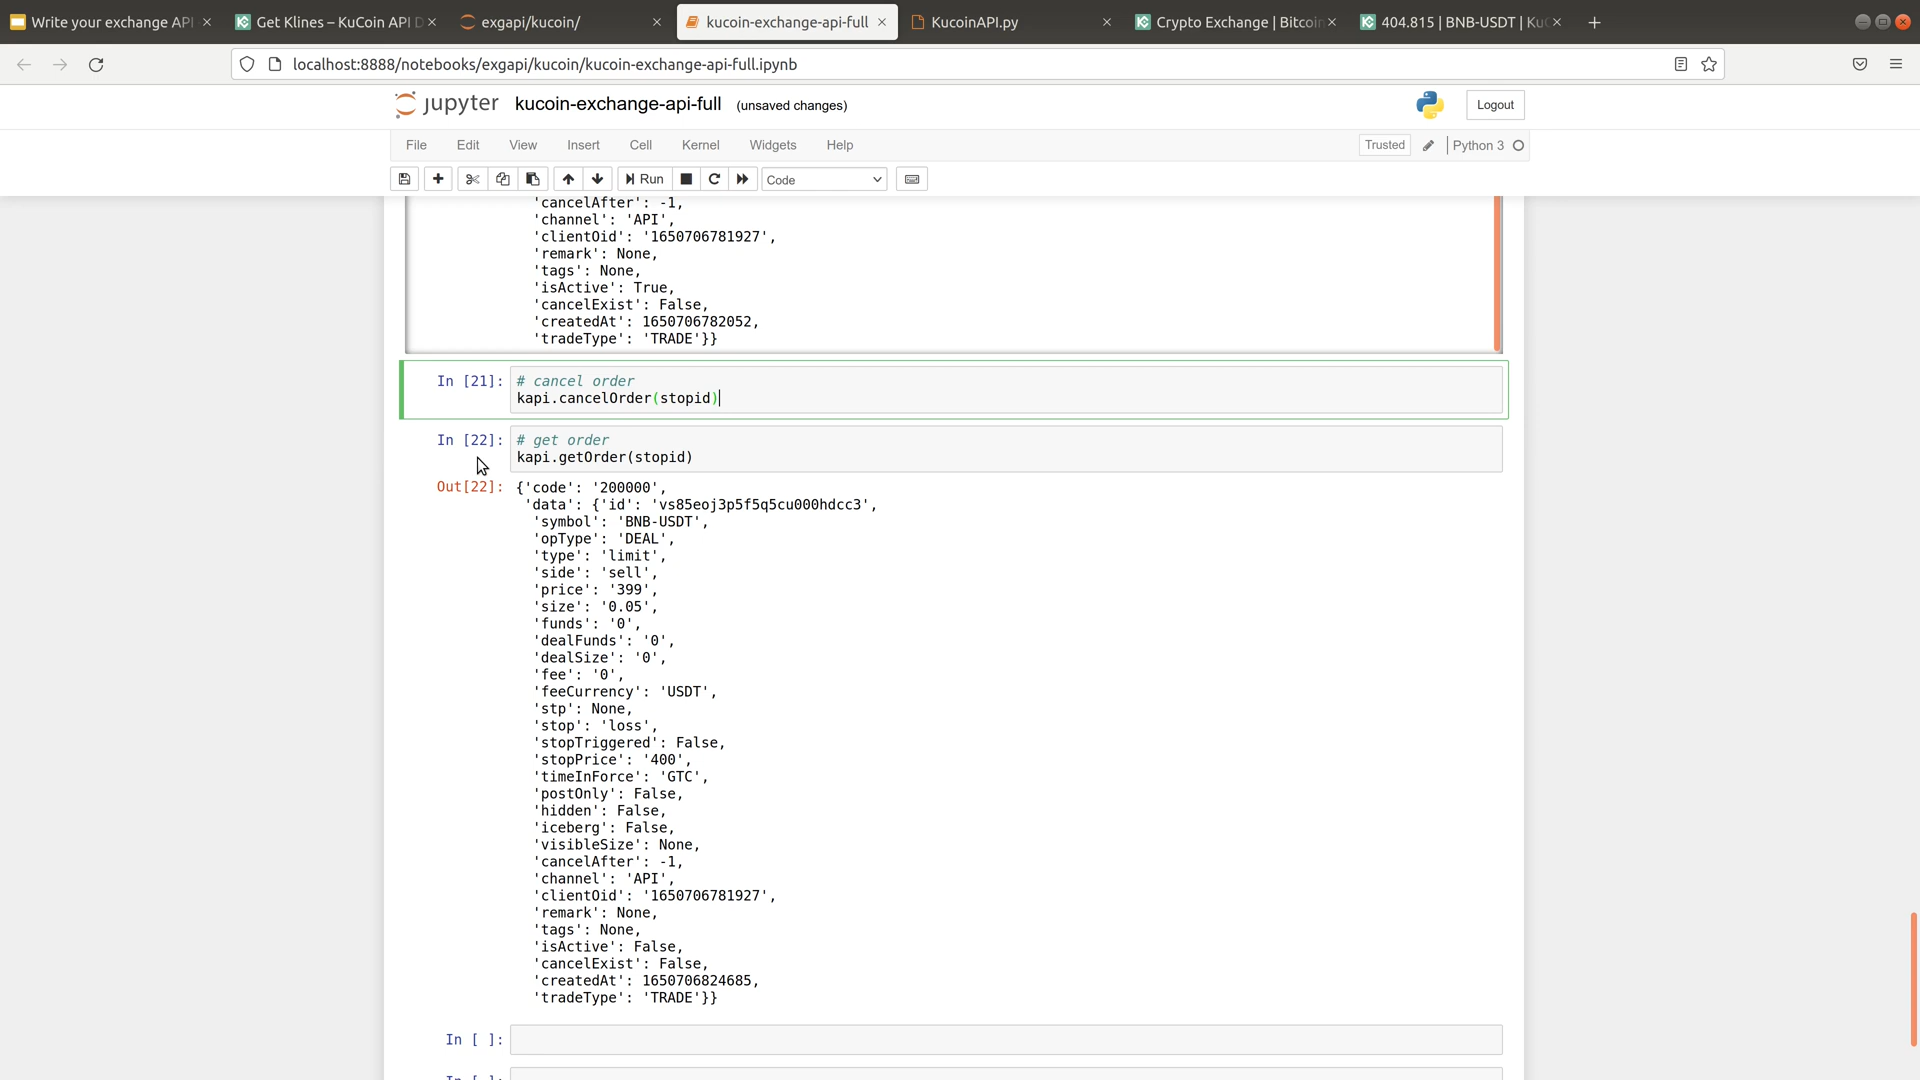 Write your exchange API
Get Klines – KuCoin API D
exgapi/kucoin/
kucoin-exchange-api-full
KucoinAPI.py
Crypto Exchange | Bitcoin
404.815 | BNB-USDT | KuC
localhost:8888/notebooks/exgapi/kucoin/kucoin-exchange-api-full.ipynb
jupyter kucoin-exchange-api-full (unsaved changes)
Logout
File Edit View Insert Cell Kernel Widgets Help
Trusted Python 3
Run Code
'cancelAfter': -1,
'channel': 'API',
'clientOid': '1650706781927',
'remark': None,
'tags': None,
'isActive': True,
'cancelExist': False,
'createdAt': 1650706782052,
'tradeType': 'TRADE'}}
In [21]: # cancel order
kapi.cancelOrder(stopid)
In [22]: # get order
kapi.getOrder(stopid)
Out[22]: {'code': '200000',
'data': {'id': 'vs85eoj3p5f5q5cu000hdcc3',
'symbol': 'BNB-USDT',
'opType': 'DEAL',
'type': 'limit',
'side': 'sell',
'price': '399',
'size': '0.05',
'funds': '0',
'dealFunds': '0',
'dealSize': '0',
'fee': '0',
'feeCurrency': 'USDT',
'stp': None,
'stop': 'loss',
'stopTriggered': False,
'stopPrice': '400',
'timeInForce': 'GTC',
'postOnly': False,
'hidden': False,
'iceberg': False,
'visibleSize': None,
'cancelAfter': -1,
'channel': 'API',
'clientOid': '1650706781927',
'remark': None,
'tags': None,
'isActive': False,
'cancelExist': False,
'createdAt': 1650706824685,
'tradeType': 'TRADE'}}
In [ ]:
In [ ]: